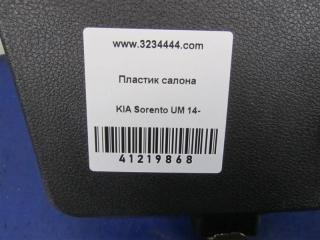 www.3234444.com
Пластик салона
KIA Sorento UM 14-
41219868